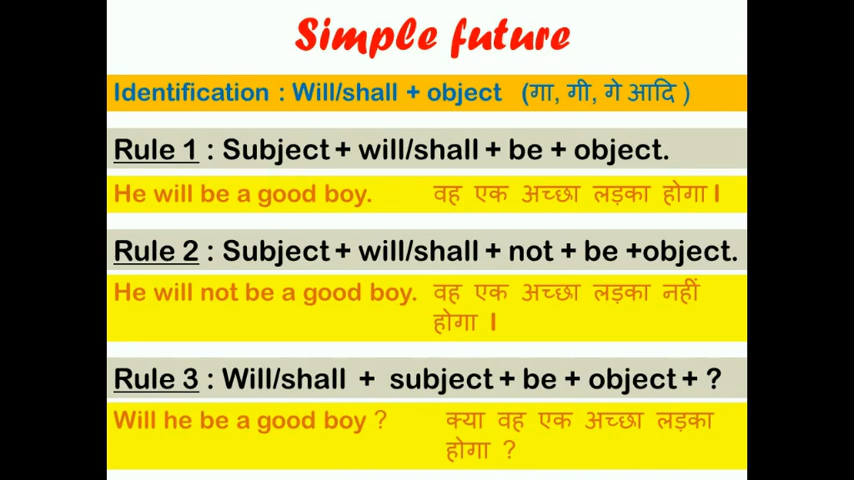 Simple future
Identification : Will/shall + object (गा, गी, गे आदि )
Rule 1 : Subject + will/shall + be + object.
He will be a good boy. वह एक अच्छा लड़का होगा I
Rule 2 : Subject + will/shall + not + be +object.
He will not be a good boy. वह एक अच्छा लड़का नहीं
होगा I
Rule 3 : Will/shall + subject + be + object + ?
Will he be a good boy ? क्या वह एक अच्छा लड़का
होगा ?